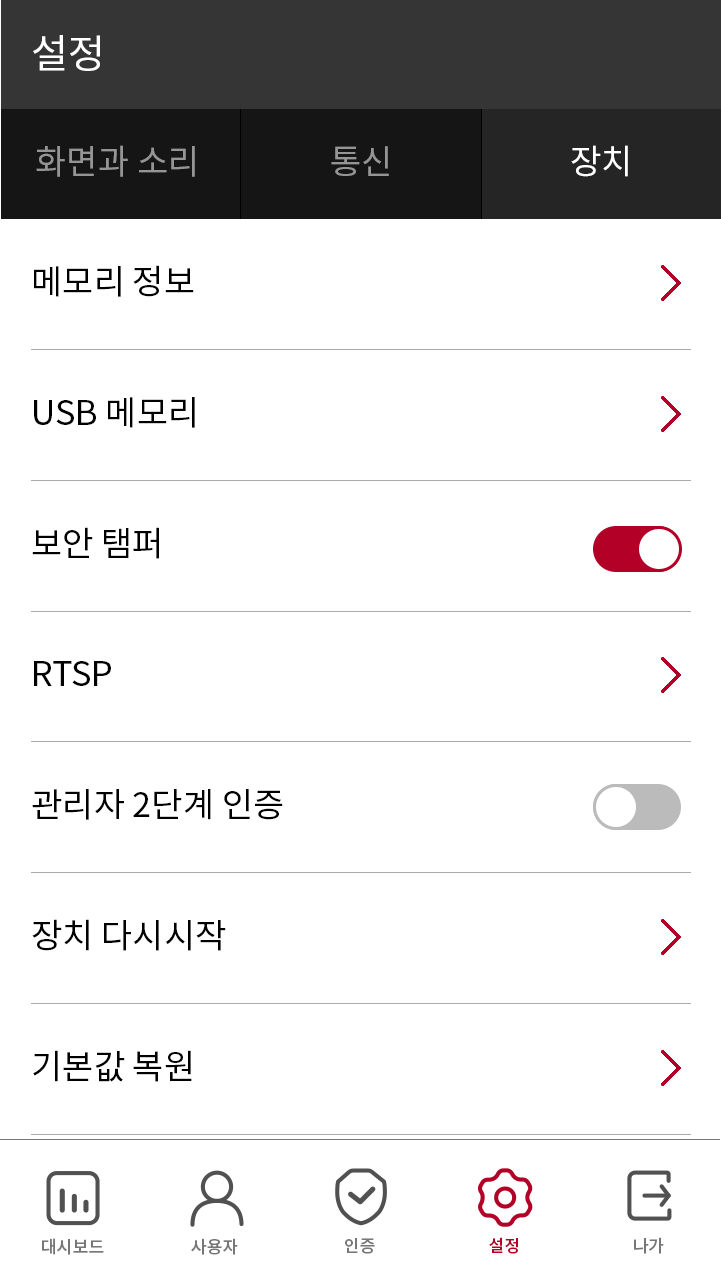 설정
화면과 소리 통신 장치
메모리 정보
USB 메모리
보안 탬퍼
RTSP
관리자 2단계 인증
장치 다시시작
기본값 복원
대시보드 사용자 인증 설정 나가